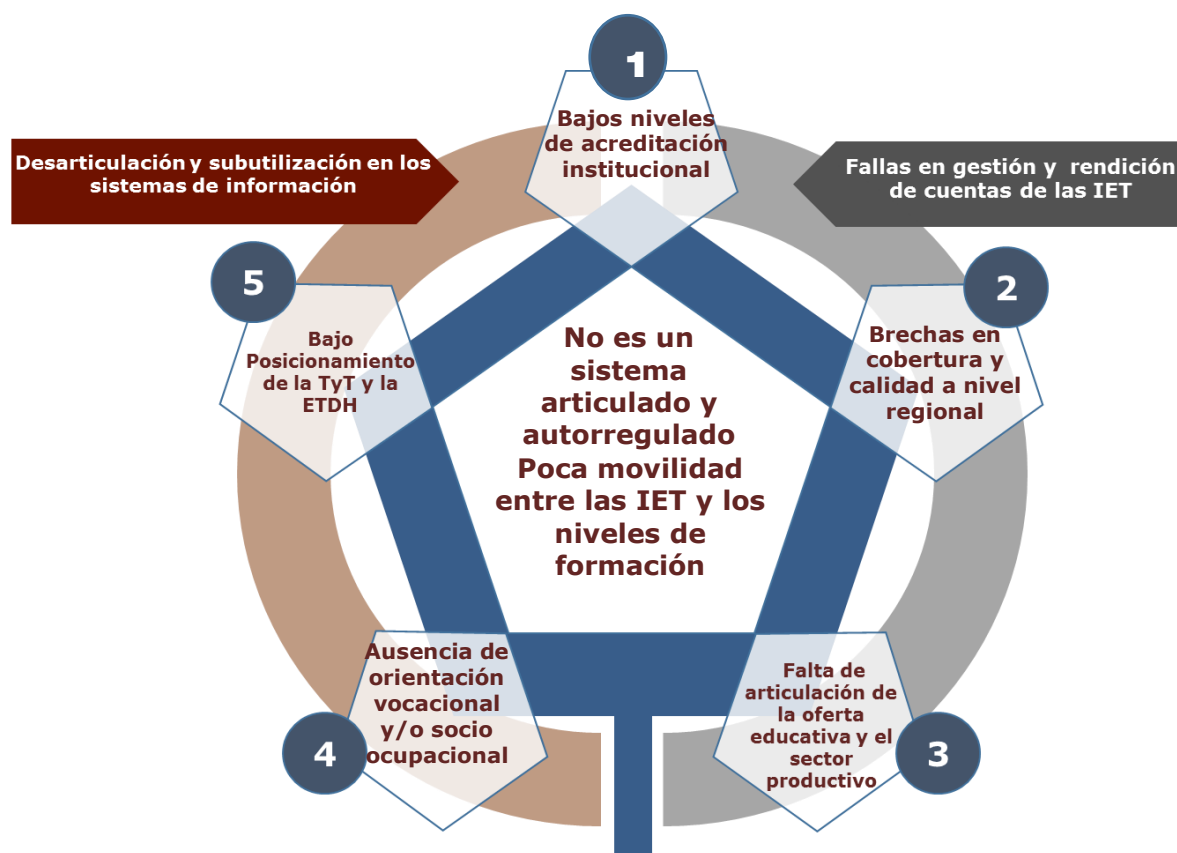 1
Bajos niveles
de acreditación
institucional
Desarticulación y subutilización en los
sistemas de información
Fallas en gestión y rendición
de cuentas de las IET
5
Bajo
Posicionamiento
de la TyT y la
ETDH
2
Brechas en
cobertura y
calidad a nivel
regional
No es un
sistema
articulado y
autorregulado
Poca movilidad
entre las IET y los
niveles de
formación
4
Ausencia de
orientación
vocacional
y/o socio
ocupacional
3
Falta de
articulación de
la oferta
educativa y el
sector
productivo